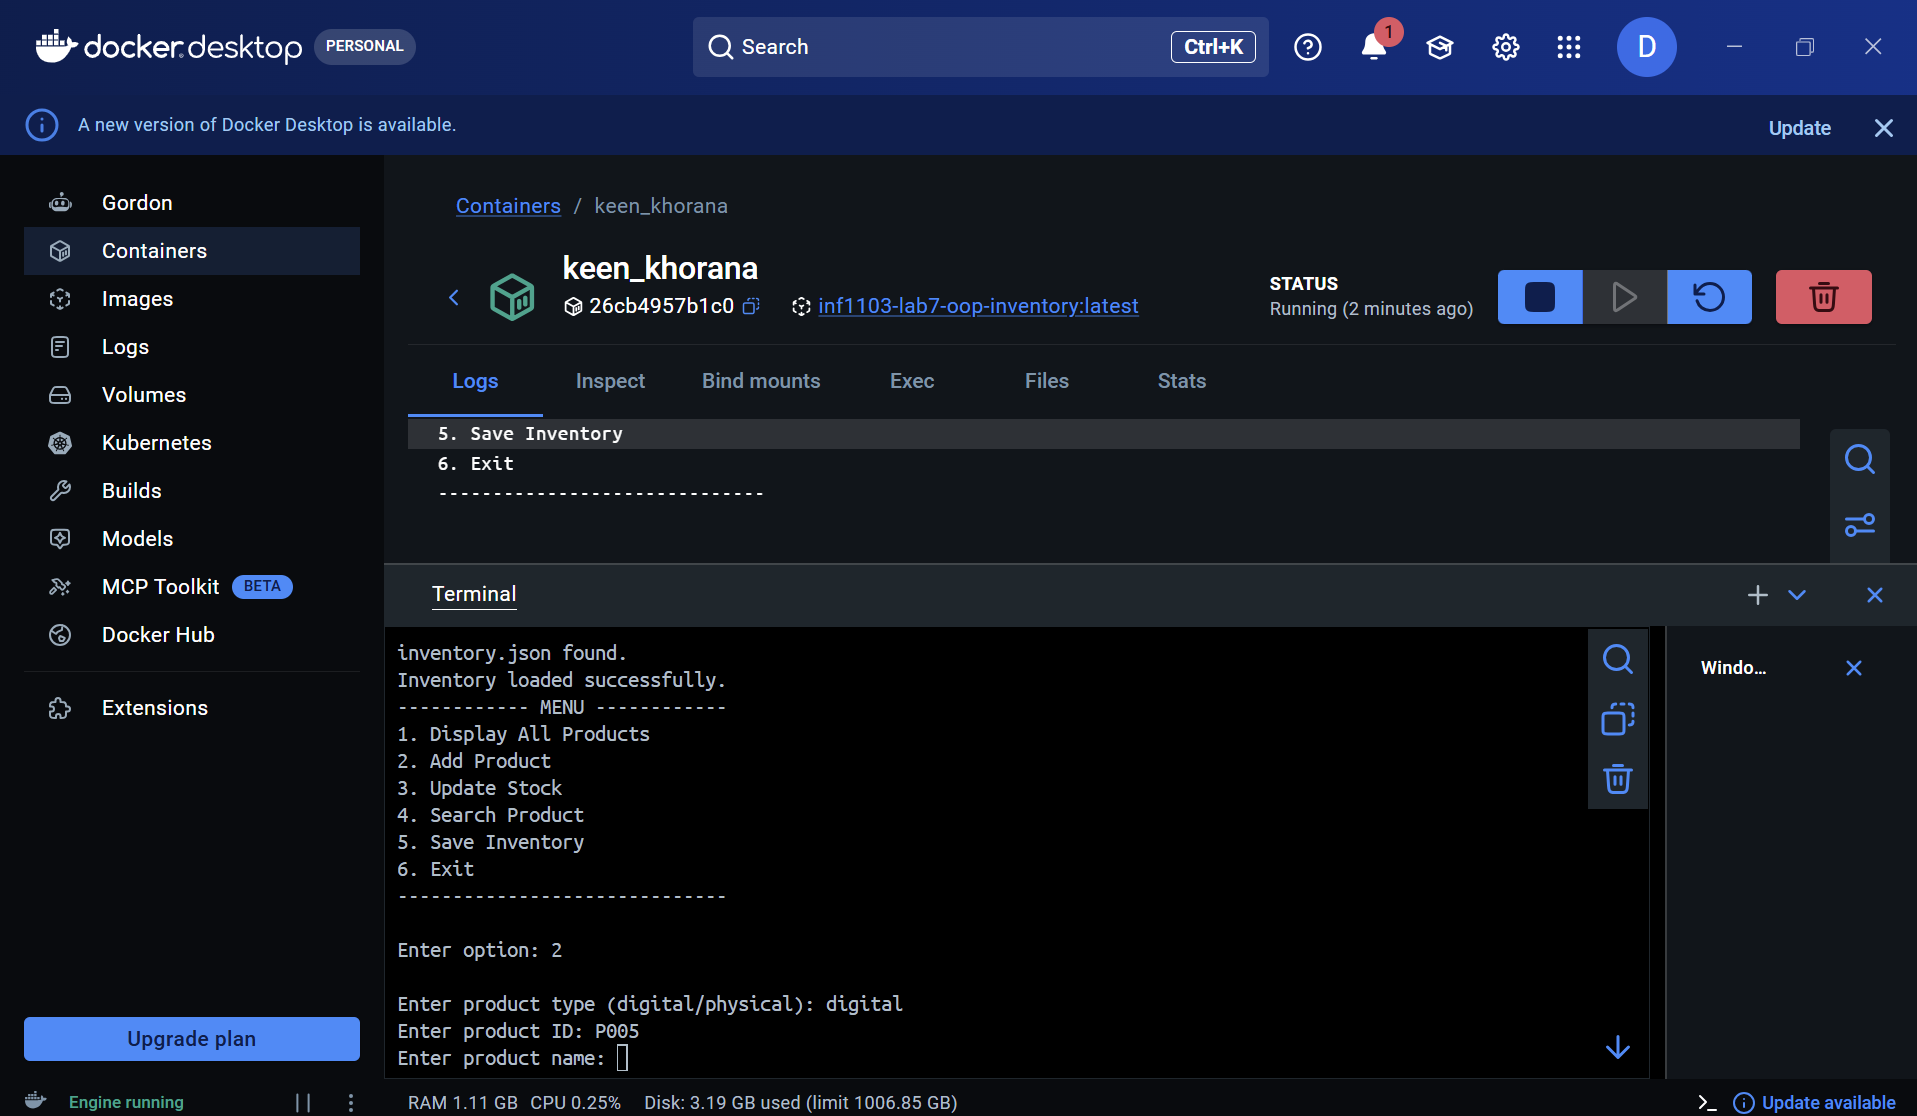 docker.desktop PERSONAL
Search Ctrl+K
1
D
A new version of Docker Desktop is available.
Update
Gordon
Containers
Images
Logs
Volumes
Kubernetes
Builds
Models
MCP Toolkit BETA
Docker Hub
Extensions
Upgrade plan
Containers / keen_khorana
keen_khorana
26cb4957b1c0 inf1103-lab7-oop-inventory:latest
STATUS
Running (2 minutes ago)
Logs Inspect Bind mounts Exec Files Stats
5. Save Inventory
6. Exit
------------------------------
Terminal
inventory.json found.
Inventory loaded successfully.
------------ MENU ------------
1. Display All Products
2. Add Product
3. Update Stock
4. Search Product
5. Save Inventory
6. Exit
------------------------------
Enter option: 2
Enter product type (digital/physical): digital
Enter product ID: P005
Enter product name:
Windo...
Engine running
RAM 1.11 GB CPU 0.25% Disk: 3.19 GB used (limit 1006.85 GB)
Update available